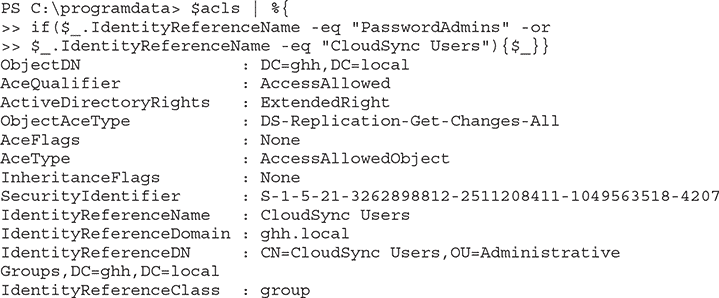 PS C:\programdata> $acls | %{
>> if($_.IdentityReferenceName -eq "PasswordAdmins" -or
>> $_.IdentityReferenceName -eq "CloudSync Users"){$_}}
ObjectDN : DC=ghh,DC=local
AceQualifier : AccessAllowed
ActiveDirectoryRights : ExtendedRight
ObjectAceType : DS-Replication-Get-Changes-All
AceFlags : None
AceType : AccessAllowedObject
InheritanceFlags : None
SecurityIdentifier : S-1-5-21-3262898812-2511208411-1049563518-4207
IdentityReferenceName : CloudSync Users
IdentityReferenceDomain : ghh.local
IdentityReferenceDN : CN=CloudSync Users,OU=Administrative
Groups,DC=ghh,DC=local
IdentityReferenceClass : group